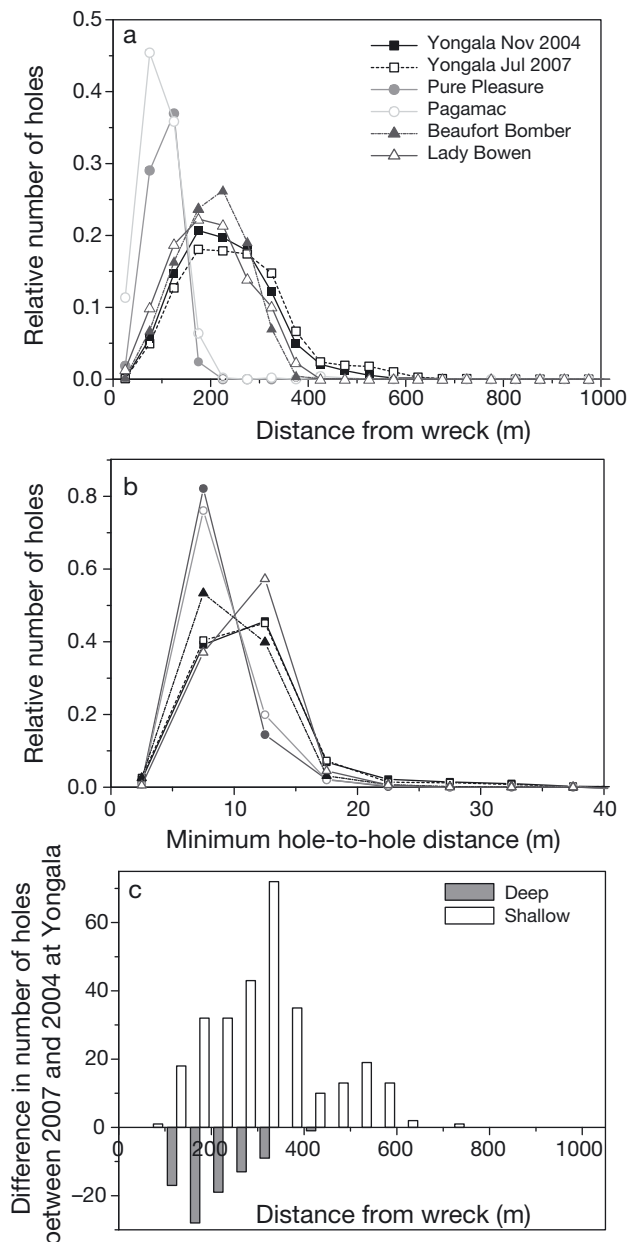 a
0.5
0.4
0.3
0.2
0.1
0.0
Relative number of holes
Yongala Nov 2004
Yongala Jul 2007
Pure Pleasure
Pagamac
Beaufort Bomber
Lady Bowen
0 200 400 600 800 1000
Distance from wreck (m)
b
0.8
0.6
0.4
0.2
0.0
Relative number of holes
0 10 20 30 40
Minimum hole-to-hole distance (m)
c
Deep
Shallow
60
40
20
0
–20
Difference in number of holes
between 2007 and 2004 at Yongala
0 200 400 600 800 1000
Distance from wreck (m)